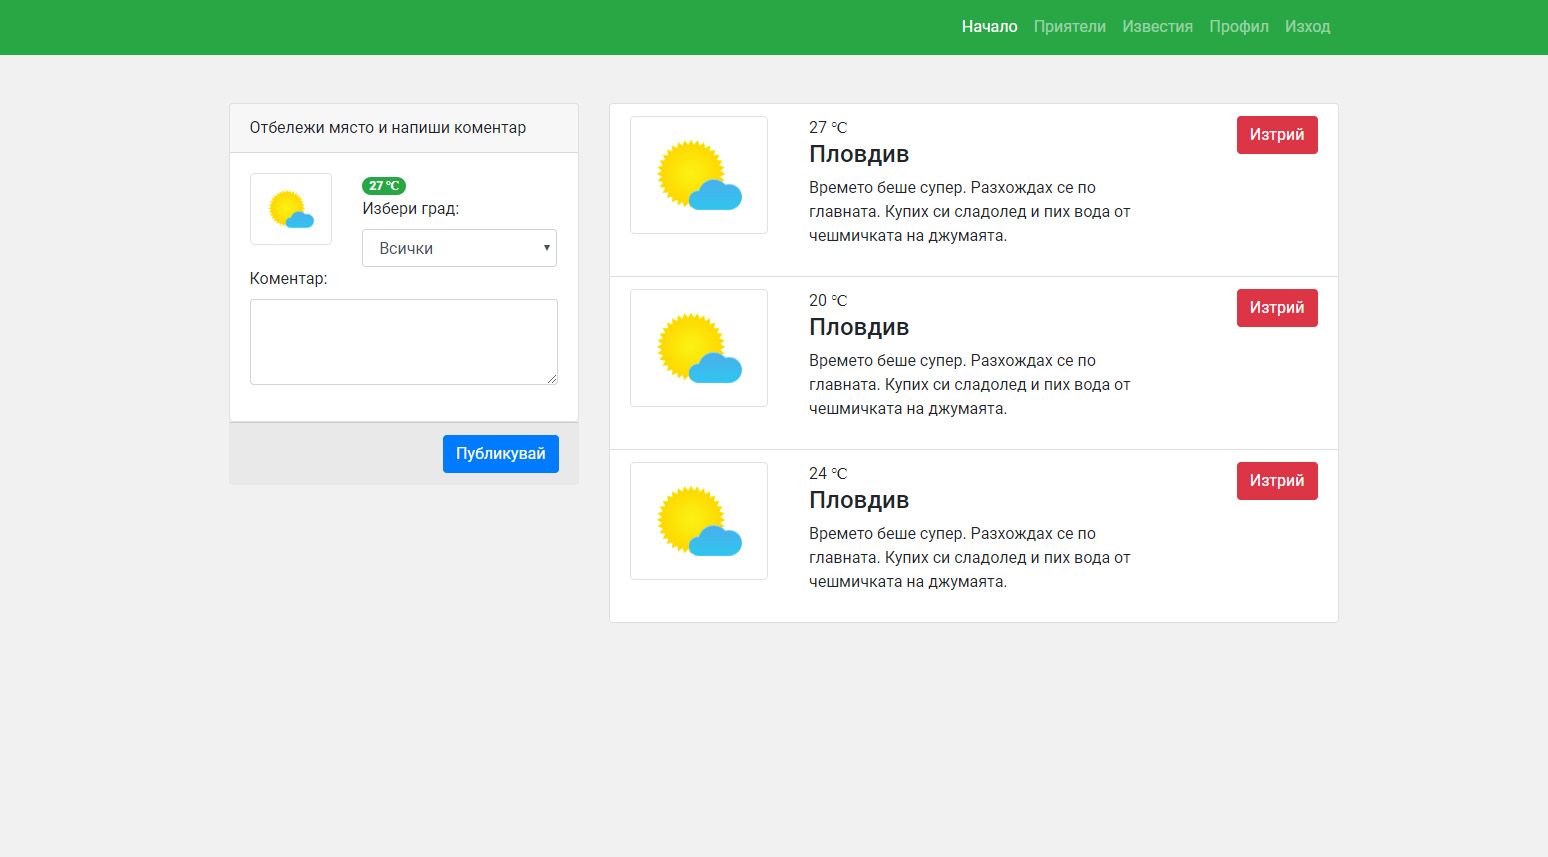 Начало Приятели Известия Профил Изход
Отбележи място и напиши коментар
27 °C
Избери град:
Всички
Коментар:
Публикувай
27 °C
Изтрий
Пловдив
Времето беше супер. Разхождах се по
главната. Купих си сладолед и пих вода от
чешмичката на джумаята.
20 °C
Изтрий
Пловдив
Времето беше супер. Разхождах се по
главната. Купих си сладолед и пих вода от
чешмичката на джумаята.
24 °C
Изтрий
Пловдив
Времето беше супер. Разхождах се по
главната. Купих си сладолед и пих вода от
чешмичката на джумаята.